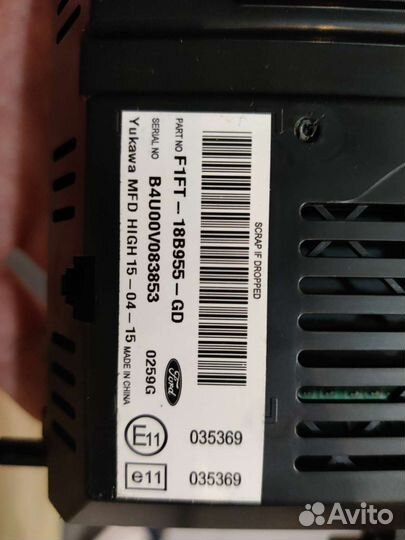 SCRAP IF DROPPED
PART NO F1FT-18B955-GD
SERIAL NO B4U00V083853 0259G
Yukawa MFD HIGH 15-04-15 MADE IN CHINA
Ford
E11 035369
e11 035369
Avito